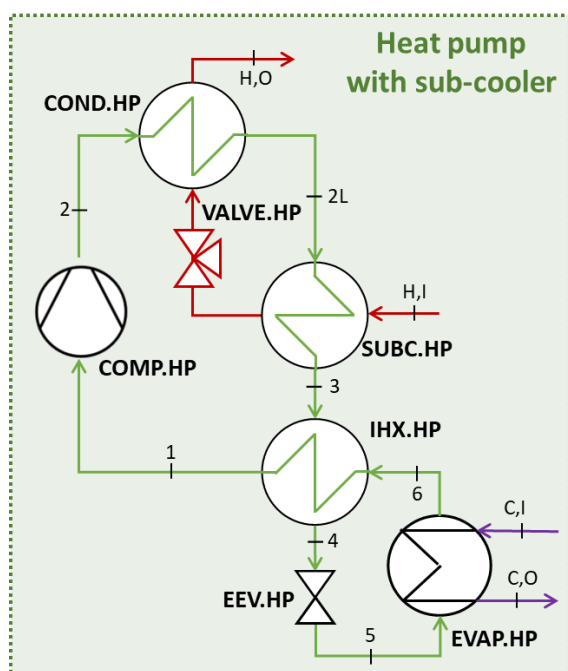 Heat pump
with sub-cooler
H,O
COND.HP
2
2L
VALVE.HP
H,I
SUBC.HP
COMP.HP
3
IHX.HP
1
6
4
C,I
C,O
EEV.HP
5
EVAP.HP